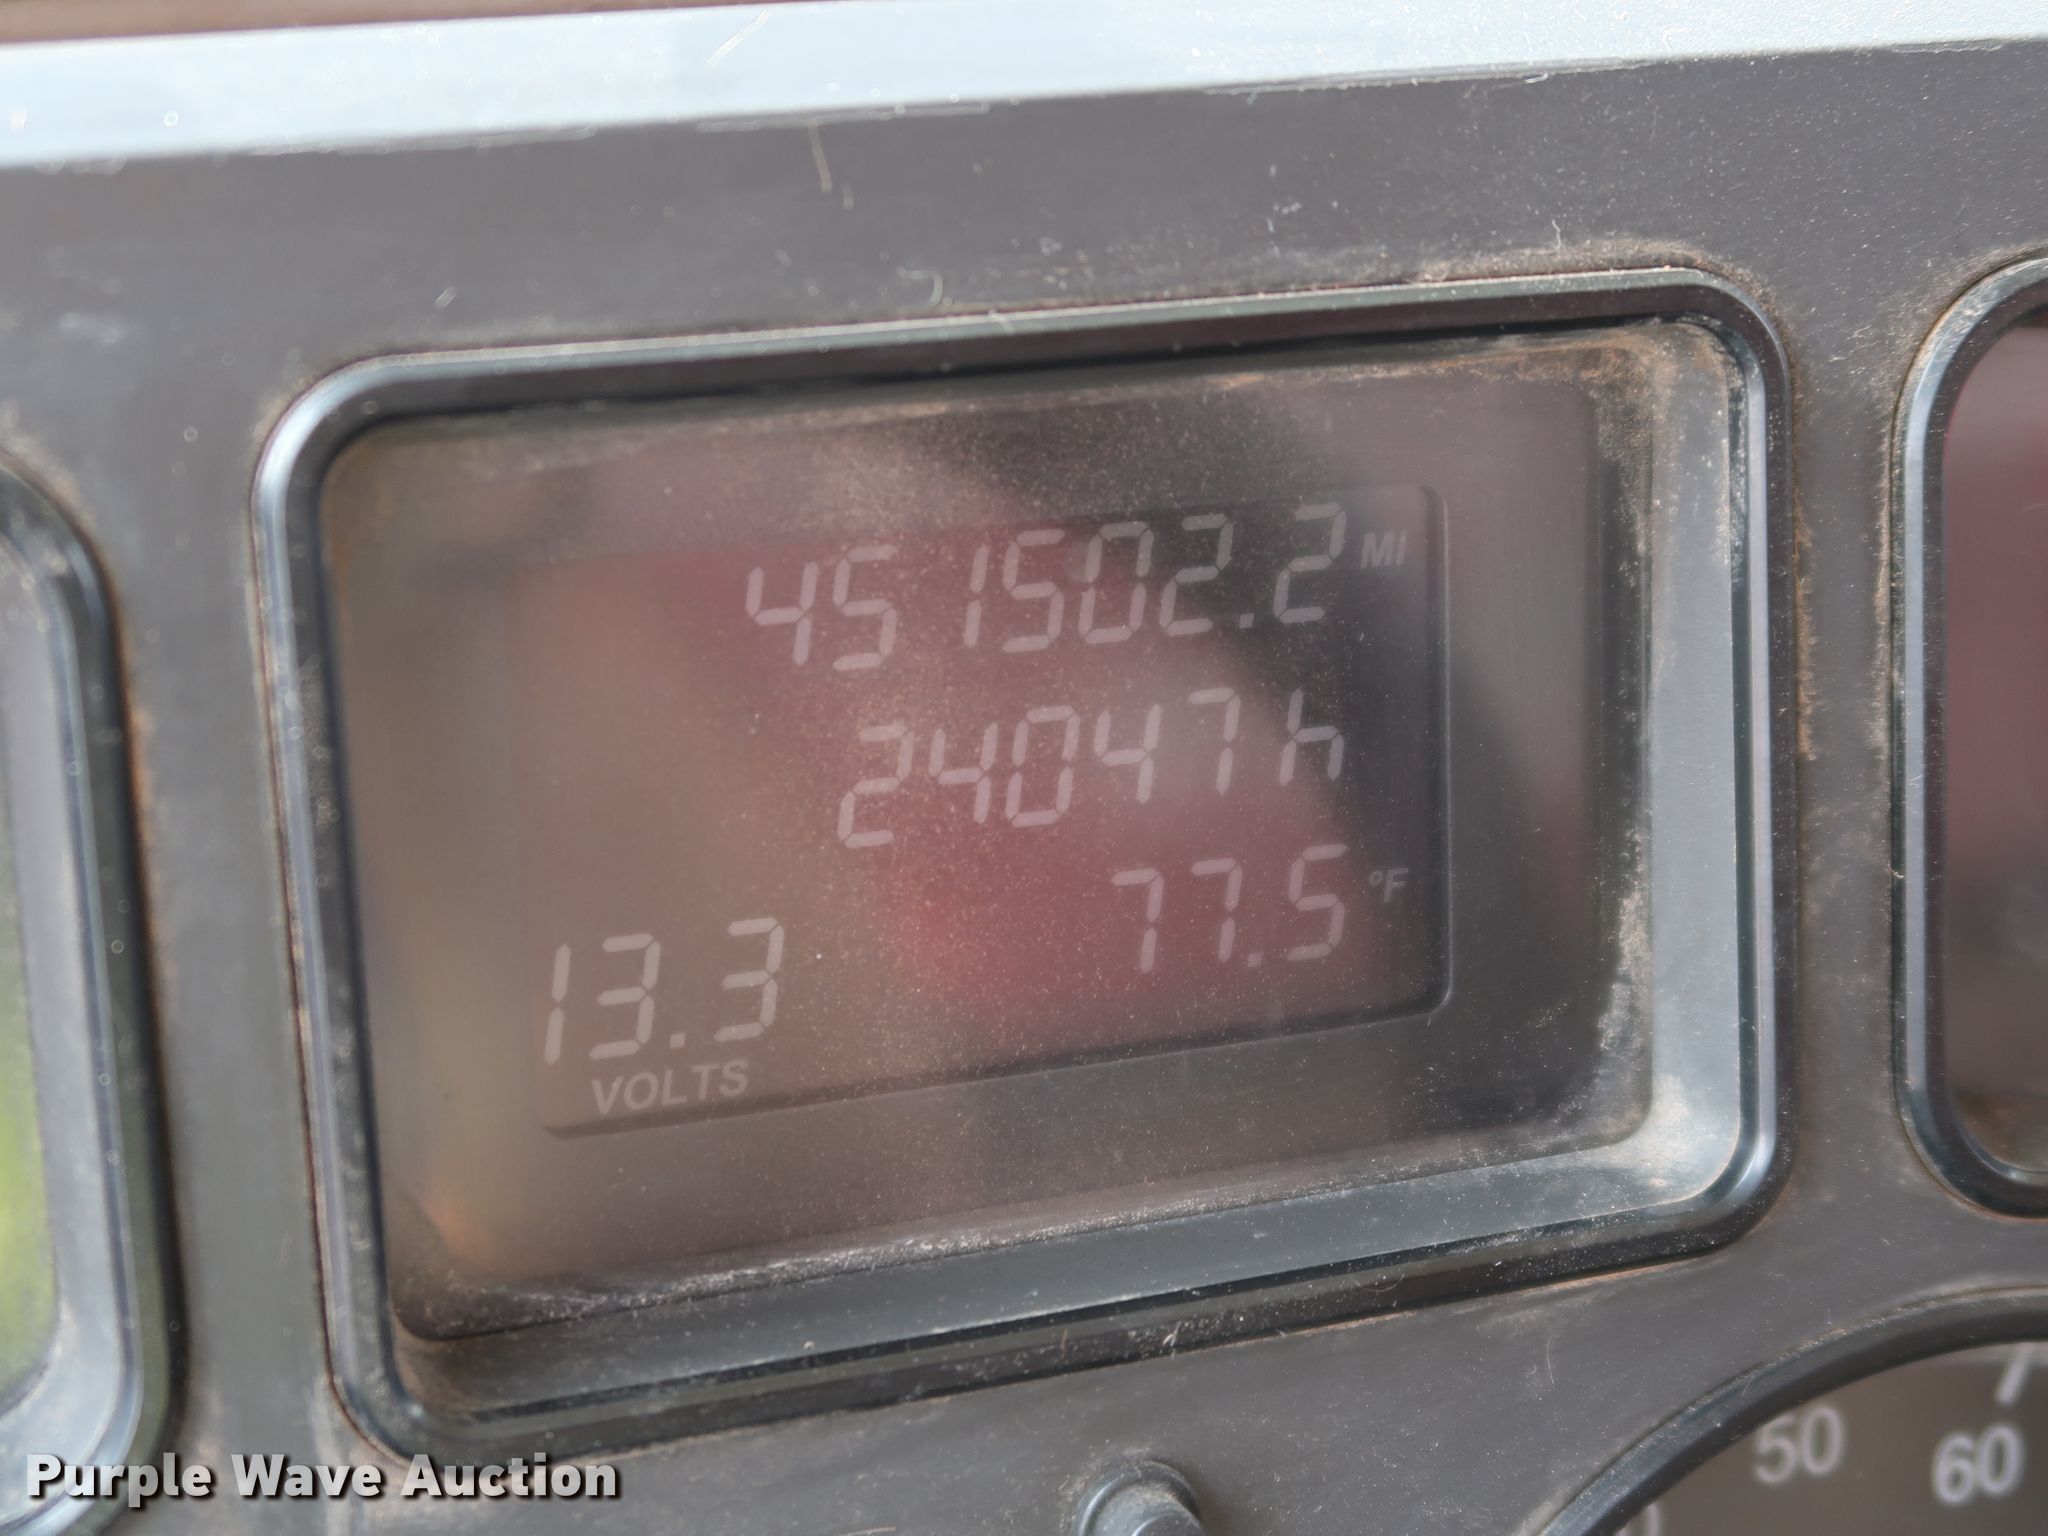 451502.2 MI
24047 h
77.5 °F
13.3
VOLTS
50 60
Purple Wave Auction